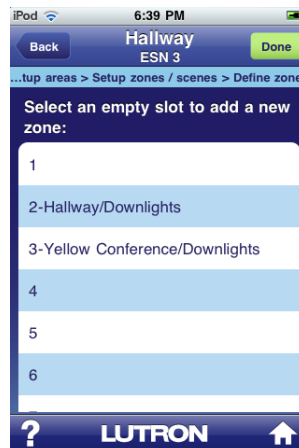 iPod 6:39 PM
Back Hallway Done
ESN 3
...tup areas > Setup zones / scenes > Define zone
Select an empty slot to add a new
zone:
1
2-Hallway/Downlights
3-Yellow Conference/Downlights
4
5
6
? LUTRON